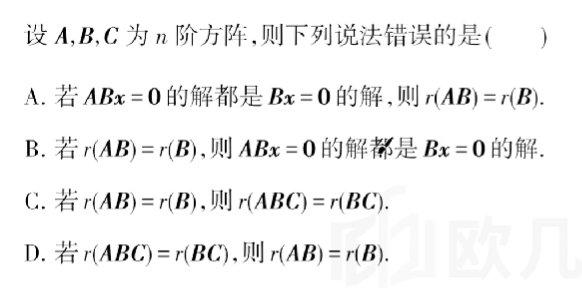 设 A,B,C 为 n 阶方阵,则下列说法错误的是(  )
A. 若 ABx = 0 的解都是 Bx = 0 的解,则 r(AB) = r(B).
B. 若 r(AB) = r(B),则 ABx = 0 的解都是 Bx = 0 的解.
C. 若 r(AB) = r(B),则 r(ABC) = r(BC).
D. 若 r(ABC) = r(BC),则 r(AB) = r(B).
欧几